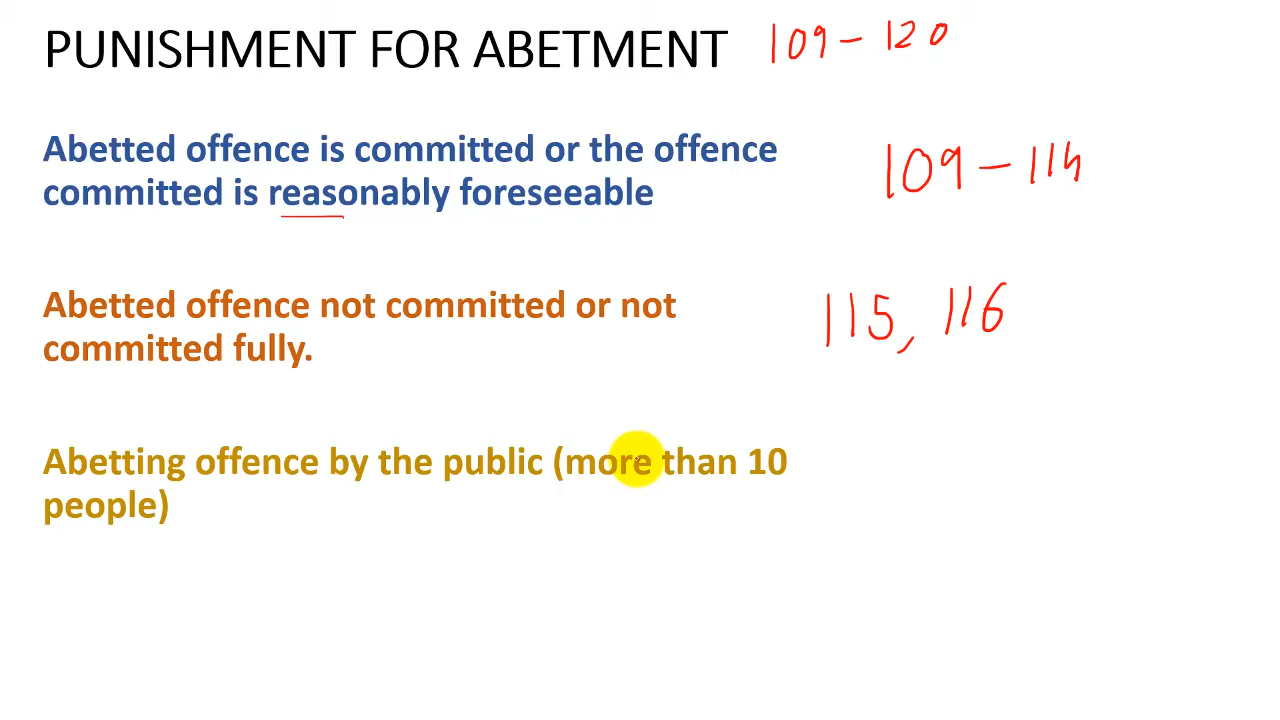 PUNISHMENT FOR ABETMENT 109 - 120
Abetted offence is committed or the offence
committed is reasonably foreseeable 109 - 114
Abetted offence not committed or not
committed fully. 115, 116
Abetting offence by the public (more than 10
people)